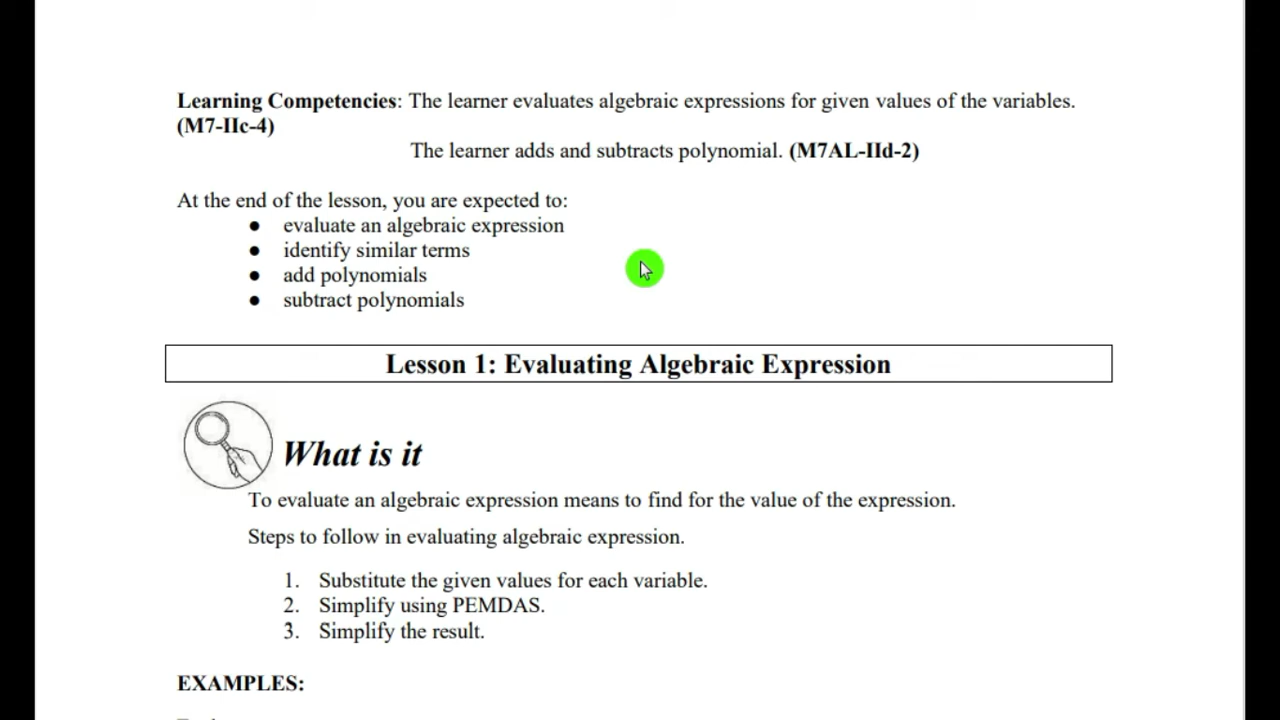 Learning Competencies: The learner evaluates algebraic expressions for given values of the variables.
(M7-IIc-4)
The learner adds and subtracts polynomial. (M7AL-IId-2)
At the end of the lesson, you are expected to:
● evaluate an algebraic expression
● identify similar terms
● add polynomials
● subtract polynomials
Lesson 1: Evaluating Algebraic Expression
What is it
To evaluate an algebraic expression means to find for the value of the expression.
Steps to follow in evaluating algebraic expression.
1. Substitute the given values for each variable.
2. Simplify using PEMDAS.
3. Simplify the result.
EXAMPLES: